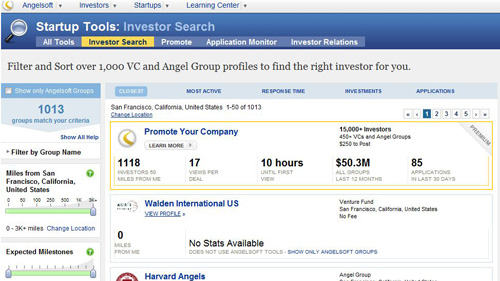 Angelsoft Investors Startups Learning Center
Startup Tools: Investor Search
All Tools Investor Search Promote Application Monitor Investor Relations
Filter and Sort over 1,000 VC and Angel Group profiles to find the right investor for you.
Show only Angelsoft Groups
1013
groups match your criteria
Show All Help
Filter by Group Name
Miles from San
Francisco, California,
United States
0 1K 2K 3K+
0 - 3K+ miles Change Location
Expected Milestones
CLOSEST MOST ACTIVE RESPONSE TIME INVESTMENTS APPLICATIONS
San Francisco, California, United States 1-50 of 1013
Change Location
« ‹ 1 2 3 4 5 › »
PREMIUM
Promote Your Company
LEARN MORE ›
15,000+ Investors
450+ VCs and Angel Groups
$250 to Post
1118
INVESTORS 50
MILES FROM ME
17
VIEWS PER
DEAL
10 hours
UNTIL FIRST
VIEW
$50.3M
ALL GROUPS
LAST 12 MONTHS
85
APPLICATIONS
IN LAST 30 DAYS
Walden International US
VIEW PROFILE »
Venture Fund
San Francisco, California, United States
No Fee
0
MILES
FROM ME
No Stats Available
DOES NOT USE ANGELSOFT TOOLS - SHOW ONLY ANGELSOFT GROUPS
Harvard Angels
Angel Group
San Francisco, California, United States